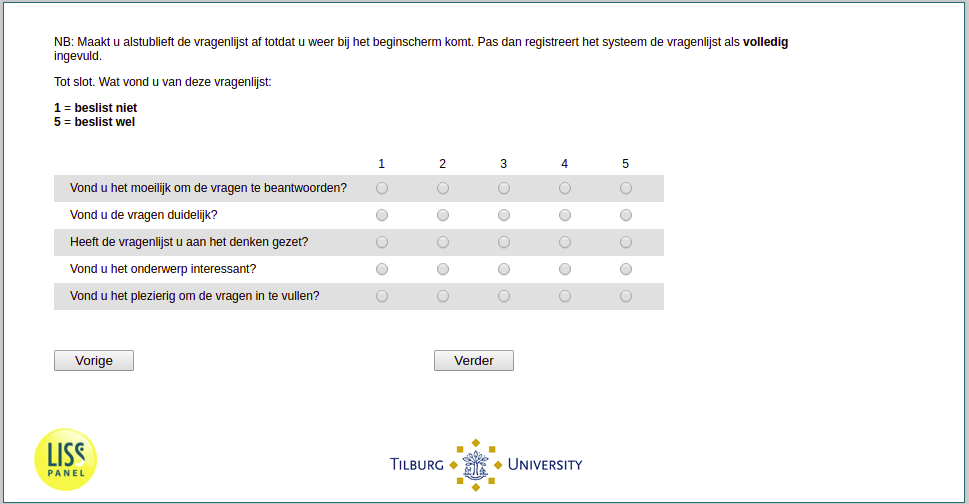 NB: Maakt u alstublieft de vragenlijst af totdat u weer bij het beginscherm komt. Pas dan registreert het systeem de vragenlijst als volledig
ingevuld.
Tot slot. Wat vond u van deze vragenlijst:
1 = beslist niet
5 = beslist wel
1 2 3 4 5
Vond u het moeilijk om de vragen te beantwoorden?
Vond u de vragen duidelijk?
Heeft de vragenlijst u aan het denken gezet?
Vond u het onderwerp interessant?
Vond u het plezierig om de vragen in te vullen?
Vorige Verder
LISS
PANEL
TILBURG UNIVERSITY